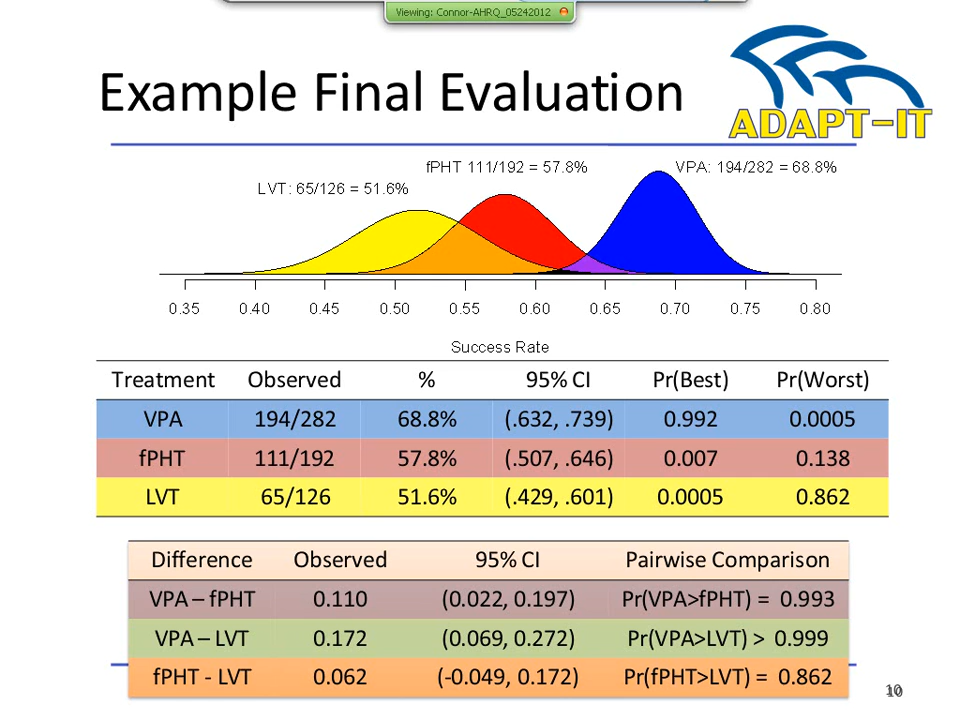 Viewing: Connor-AHRQ_05242012
Example Final Evaluation
ADAPT-IT
fPHT 111/192 = 57.8%
VPA: 194/282 = 68.8%
LVT: 65/126 = 51.6%
0.35 0.40 0.45 0.50 0.55 0.60 0.65 0.70 0.75 0.80
Success Rate
Treatment Observed % 95% CI Pr(Best) Pr(Worst)
VPA 194/282 68.8% (.632, .739) 0.992 0.0005
fPHT 111/192 57.8% (.507, .646) 0.007 0.138
LVT 65/126 51.6% (.429, .601) 0.0005 0.862
Difference Observed 95% CI Pairwise Comparison
VPA – fPHT 0.110 (0.022, 0.197) Pr(VPA>fPHT) = 0.993
VPA – LVT 0.172 (0.069, 0.272) Pr(VPA>LVT) > 0.999
fPHT - LVT 0.062 (-0.049, 0.172) Pr(fPHT>LVT) = 0.862
10